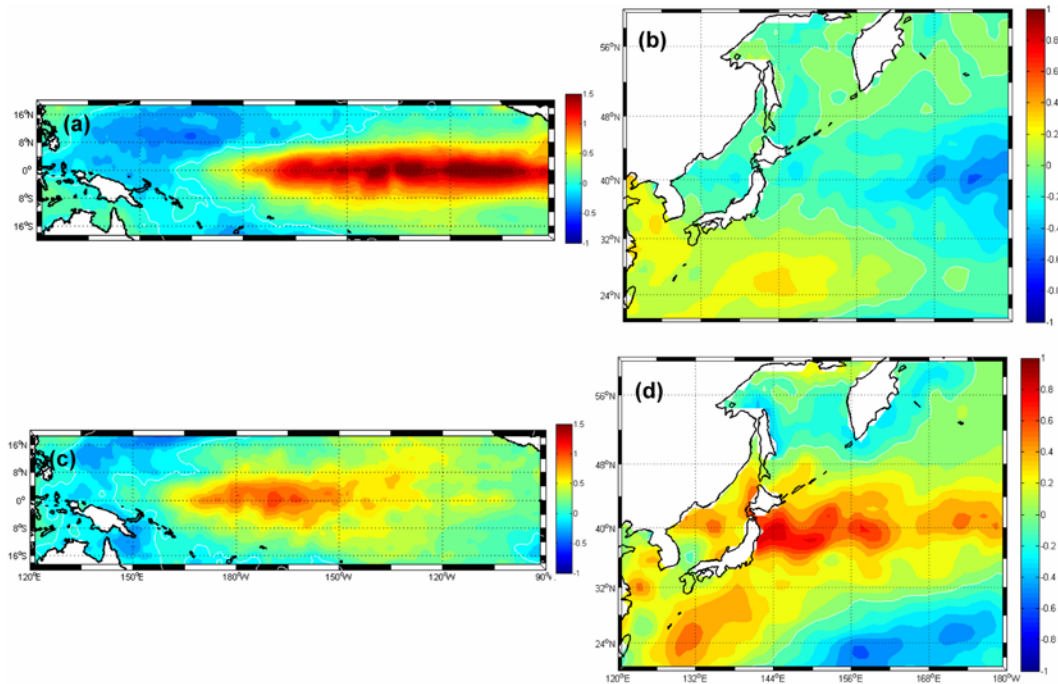 (a)
16°N
8°N
0°
8°S
16°S
1.5
1
0.5
0
-0.5
-1
(b)
56°N
48°N
40°N
32°N
24°N
1
0.8
0.6
0.4
0.2
0
-0.2
-0.4
-0.6
-0.8
-1
(c)
16°N
8°N
0°
8°S
16°S
120°E 150°E 180°W 150°W 120°W 90°W
1.5
1
0.5
0
-0.5
-1
(d)
56°N
48°N
40°N
32°N
24°N
120°E 132°E 144°E 156°E 168°E 180°W
1
0.8
0.6
0.4
0.2
0
-0.2
-0.4
-0.6
-0.8
-1